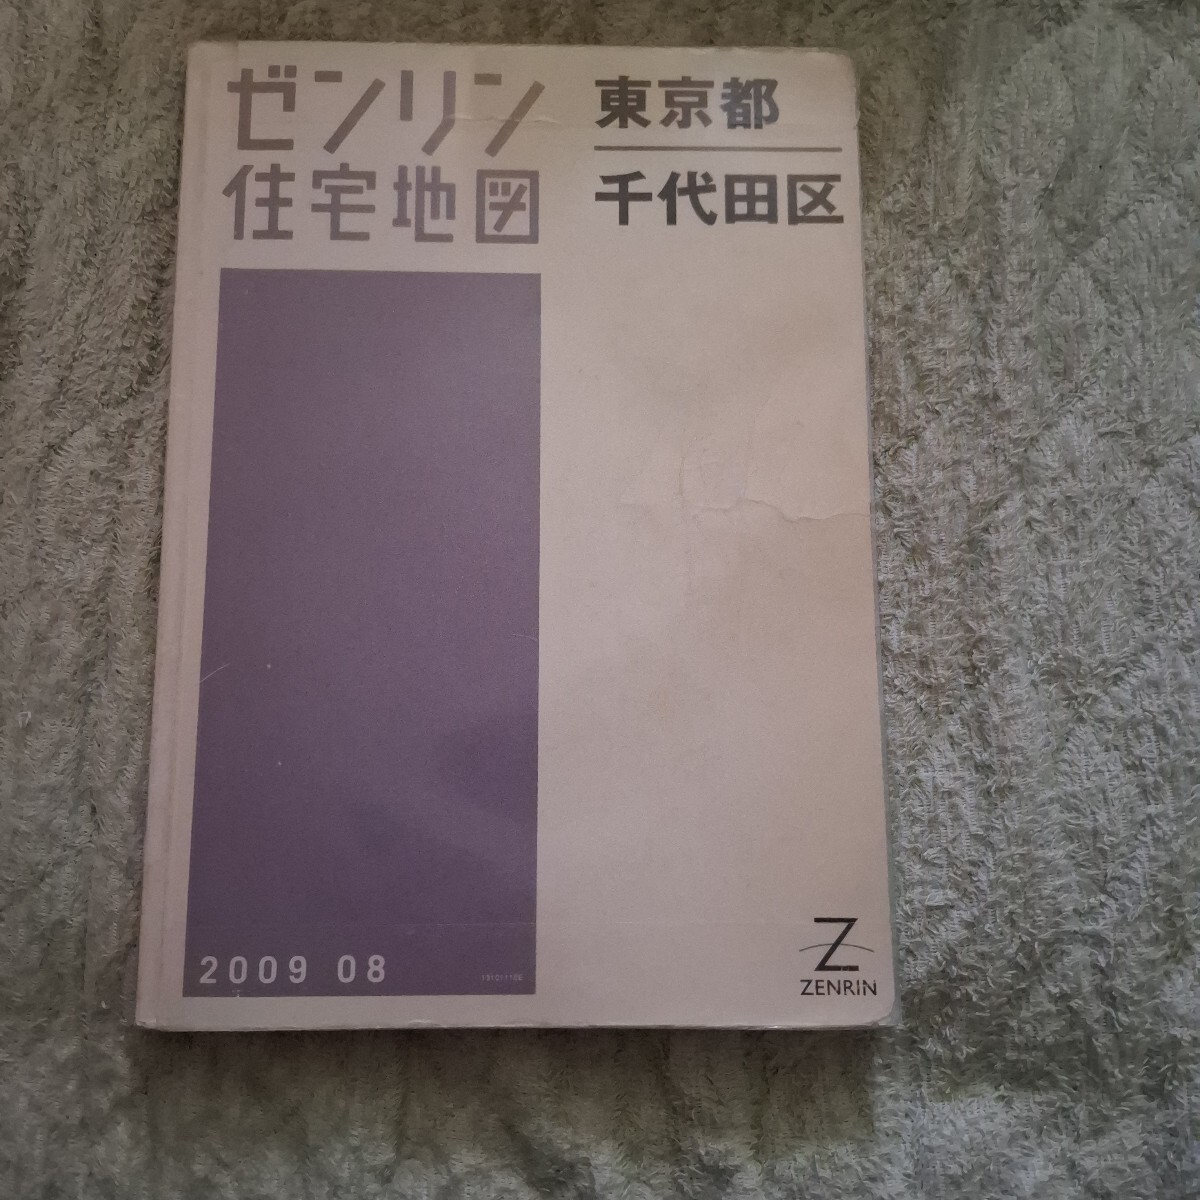 ゼンリン
住宅地図
東京都
千代田区
2009 08
Z
ZENRIN